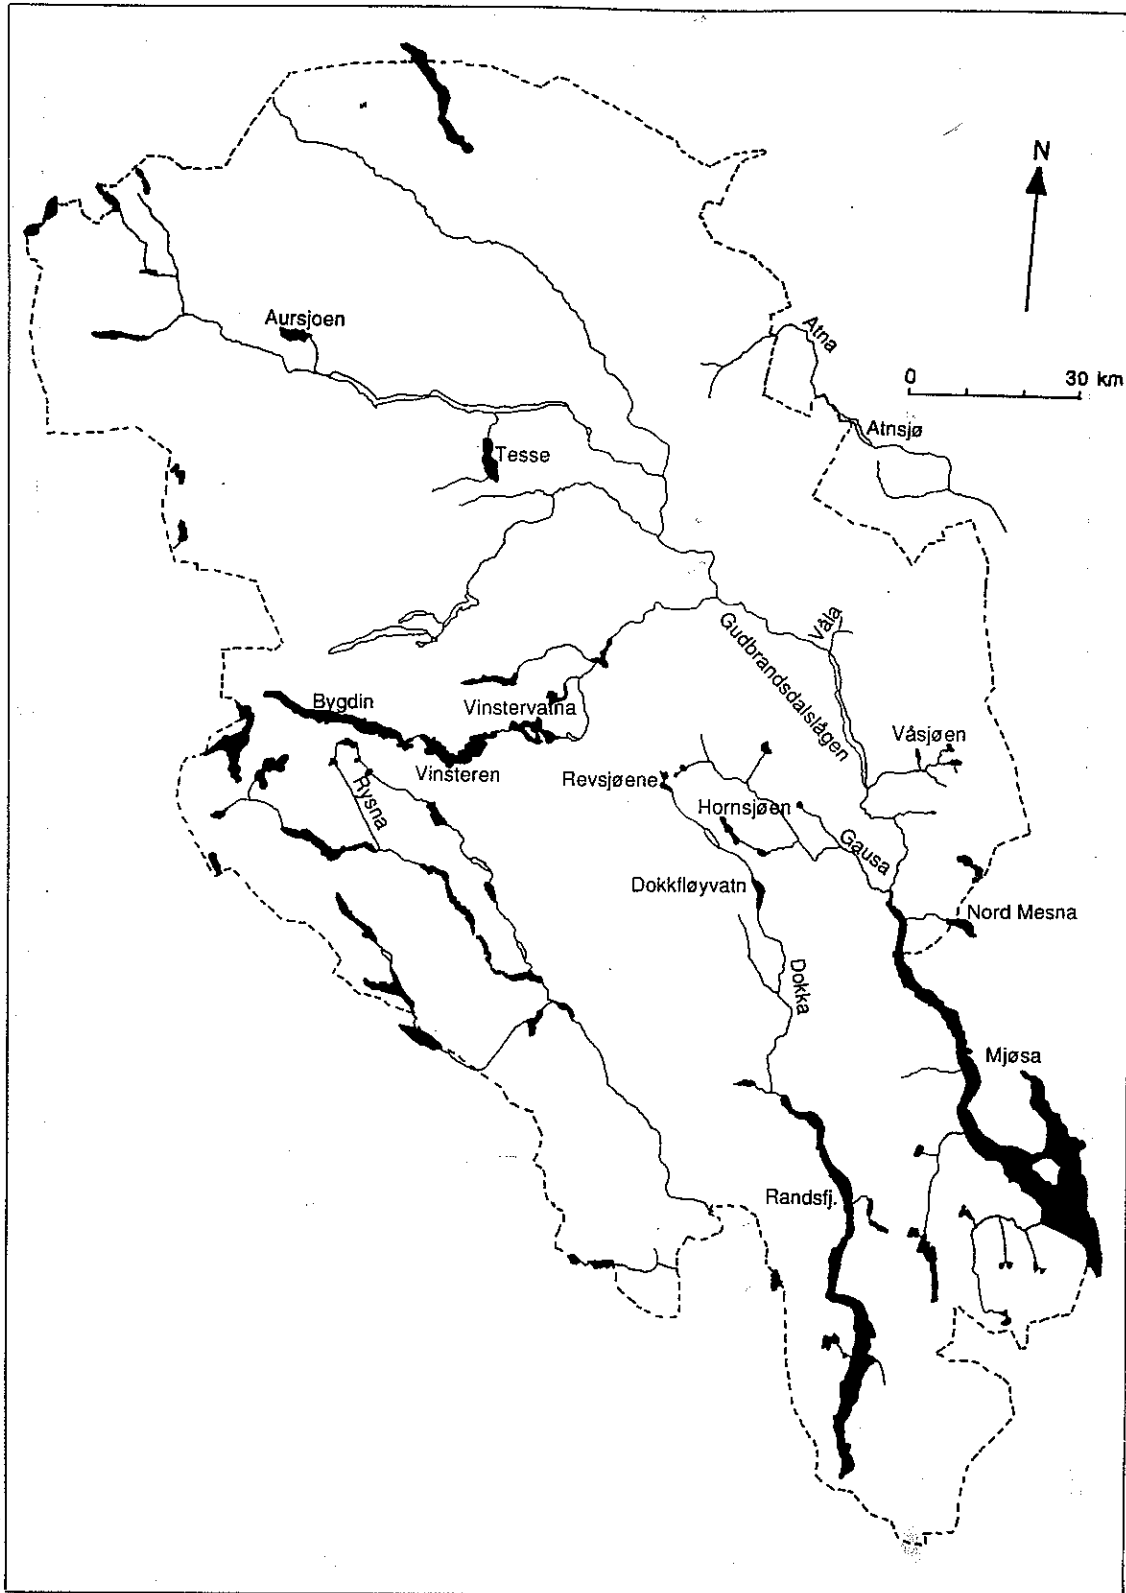 N
Aursjoen
Atna
0 30 km
Atnsjø
Tesse
Våla
Gudbrandsdalslågen
Bygdin
Vinstervatna
Våsjøen
Vinsteren
Revsjøene
Rysna
Hornsjøen
Gausa
Dokkfløyvatn
Nord Mesna
Dokka
Mjøsa
Randsfj.